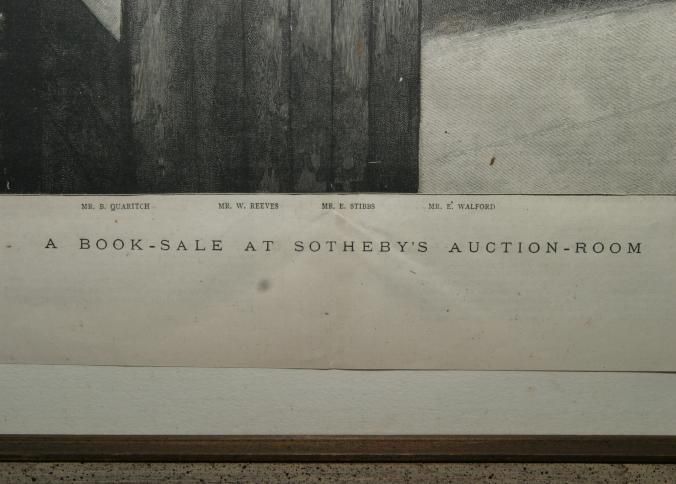 MR. B. QUARITCH MR. W. REEVES MR. E. STIBBS MR. E. WALFORD
A BOOK-SALE AT SOTHEBY'S AUCTION-ROOM